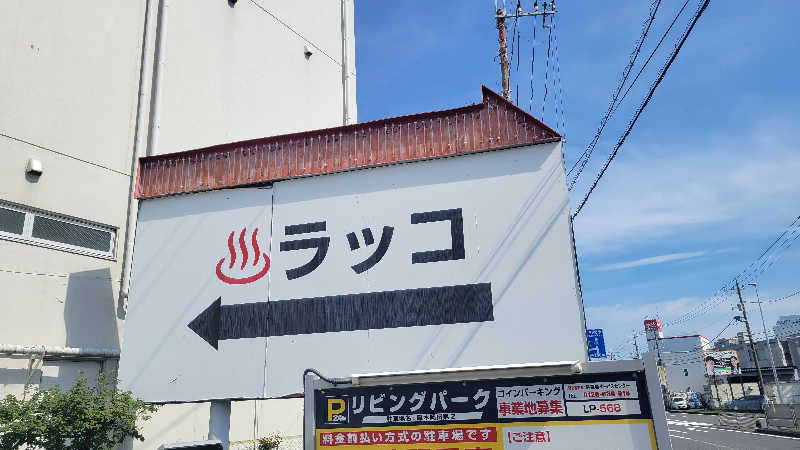 ♨ラッコ
P リビングパーク
コインパーキング
事業地募集
LP-568
料金前払い方式の駐車場です
【ご注意】